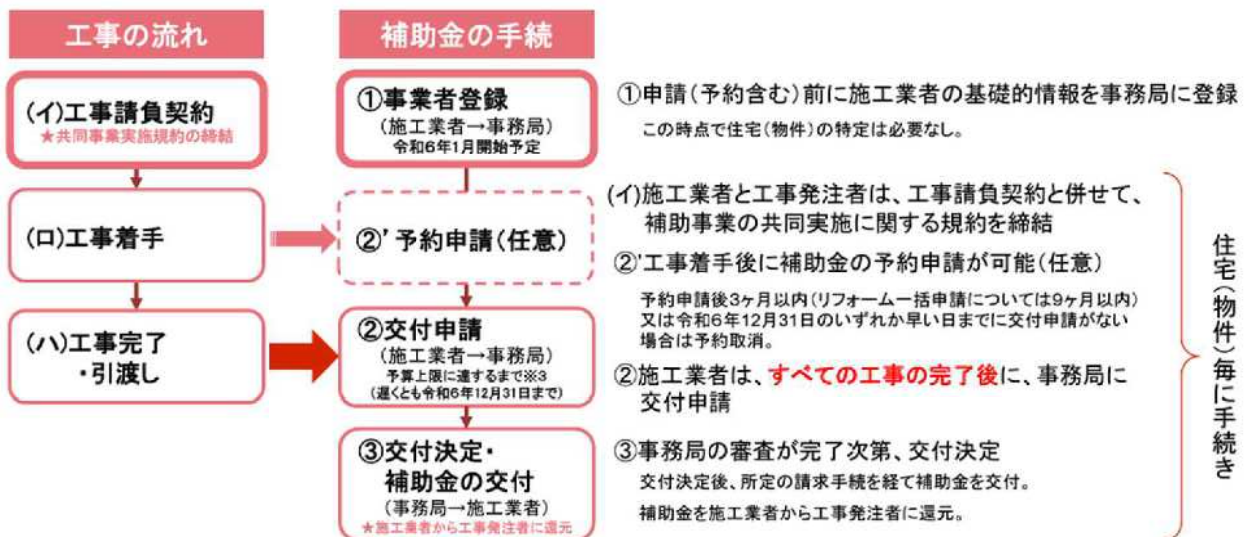 工事の流れ
(イ)工事請負契約
★共同事業実施規約の締結
(ロ)工事着手
(ハ)工事完了
・引渡し
補助金の手続
①事業者登録
(施工業者→事務局)
令和6年1月開始予定
②'予約申請(任意)
②交付申請
(施工業者→事務局)
予算上限に達するまで※3
(遅くとも令和6年12月31日まで)
③交付決定・
補助金の交付
(事務局→施工業者)
★施工業者から工事発注者に還元
①申請(予約含む)前に施工業者の基礎的情報を事務局に登録
この時点で住宅(物件)の特定は必要なし。
(イ)施工業者と工事発注者は、工事請負契約と併せて、
補助事業の共同実施に関する規約を締結
②'工事着手後に補助金の予約申請が可能(任意)
予約申請後3ヶ月以内(リフォーム一括申請については9ヶ月以内)
又は令和6年12月31日のいずれか早い日までに交付申請がない
場合は予約取消。
②施工業者は、すべての工事の完了後に、事務局に
交付申請
③事務局の審査が完了次第、交付決定
交付決定後、所定の請求手続を経て補助金を交付。
補助金を施工業者から工事発注者に還元。
住宅(物件)毎に手続き